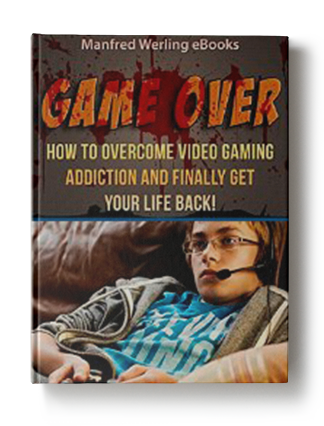 Manfred Werling eBooks
GAME OVER
HOW TO OVERCOME VIDEO GAMING
ADDICTION AND FINALLY GET
YOUR LIFE BACK!